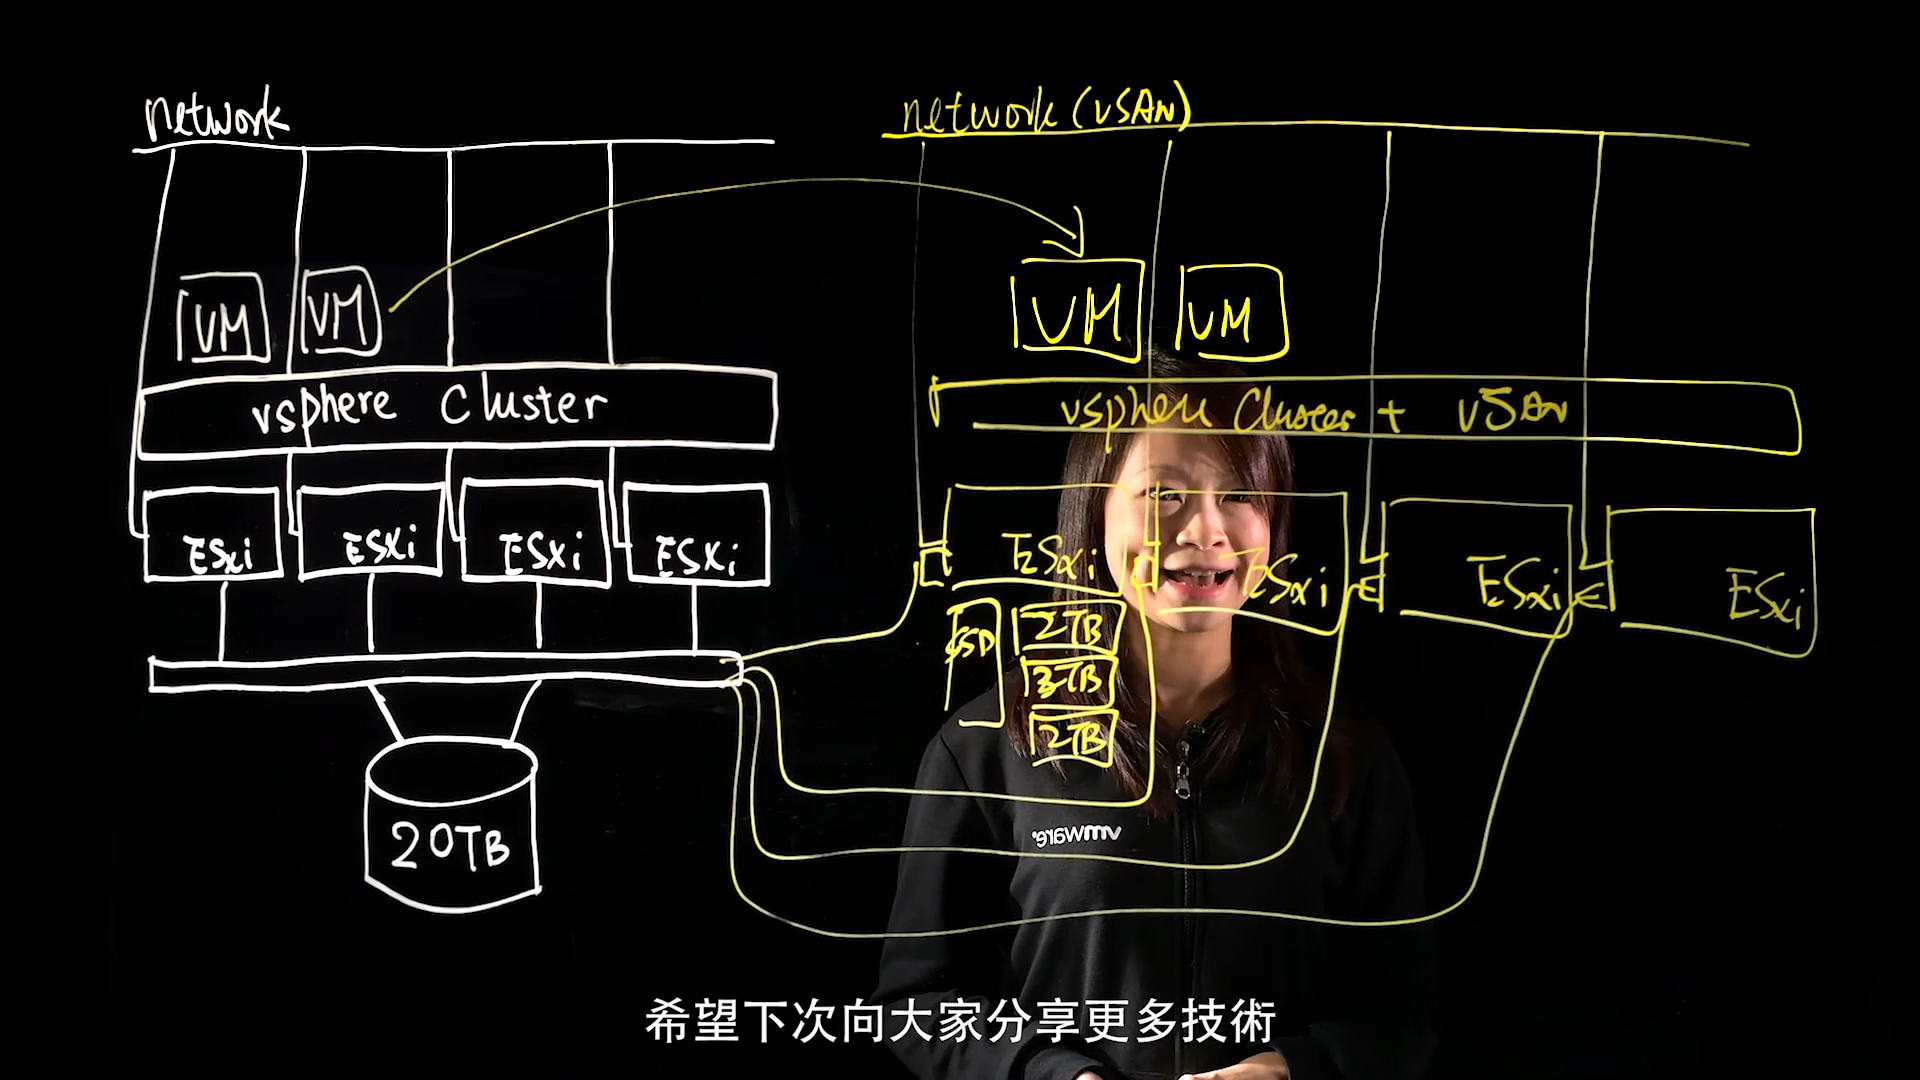 network
network (vSAN)
VM
VM
VM
VM
vsphere Cluster
vsphere Cluster + vSAN
ESxi
ESxi
ESxi
ESxi
ESxi
ESxi
ESxi
ESxi
SSD
2TB
2TB
2TB
20TB
vmware
希望下次向大家分享更多技術